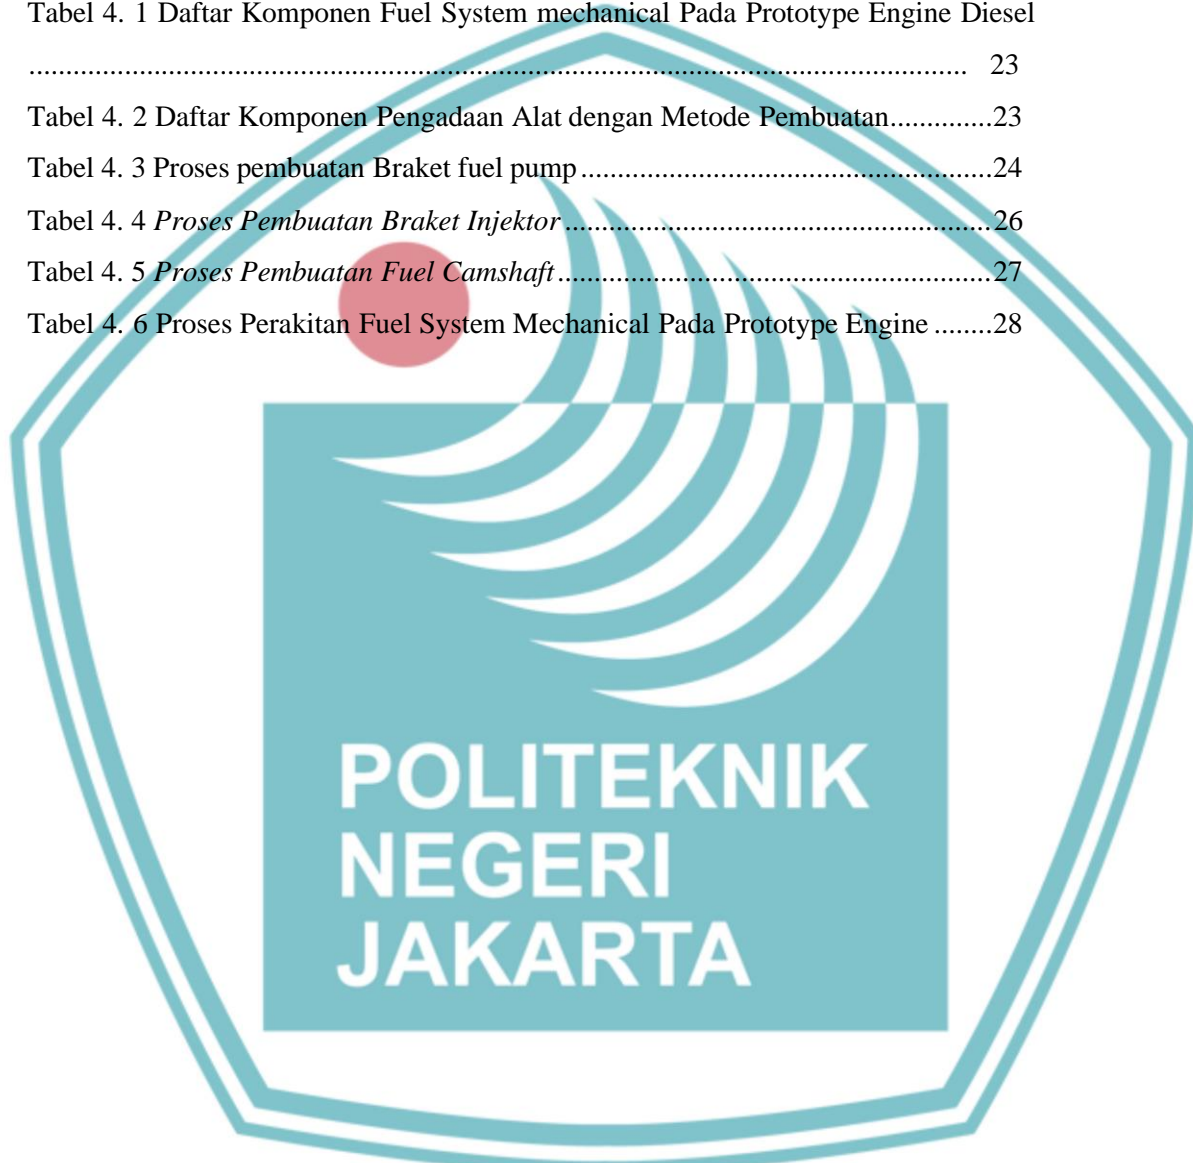 Tabel 4. 1 Daftar Komponen Fuel System mechanical Pada Prototype Engine Diesel
................................................................................................................................ 23
Tabel 4. 2 Daftar Komponen Pengadaan Alat dengan Metode Pembuatan..............23
Tabel 4. 3 Proses pembuatan Braket fuel pump.........................................................24
Tabel 4. 4 Proses Pembuatan Braket Injektor...........................................................26
Tabel 4. 5 Proses Pembuatan Fuel Camshaft............................................................27
Tabel 4. 6 Proses Perakitan Fuel System Mechanical Pada Prototype Engine ........28
POLITEKNIK
NEGERI
JAKARTA